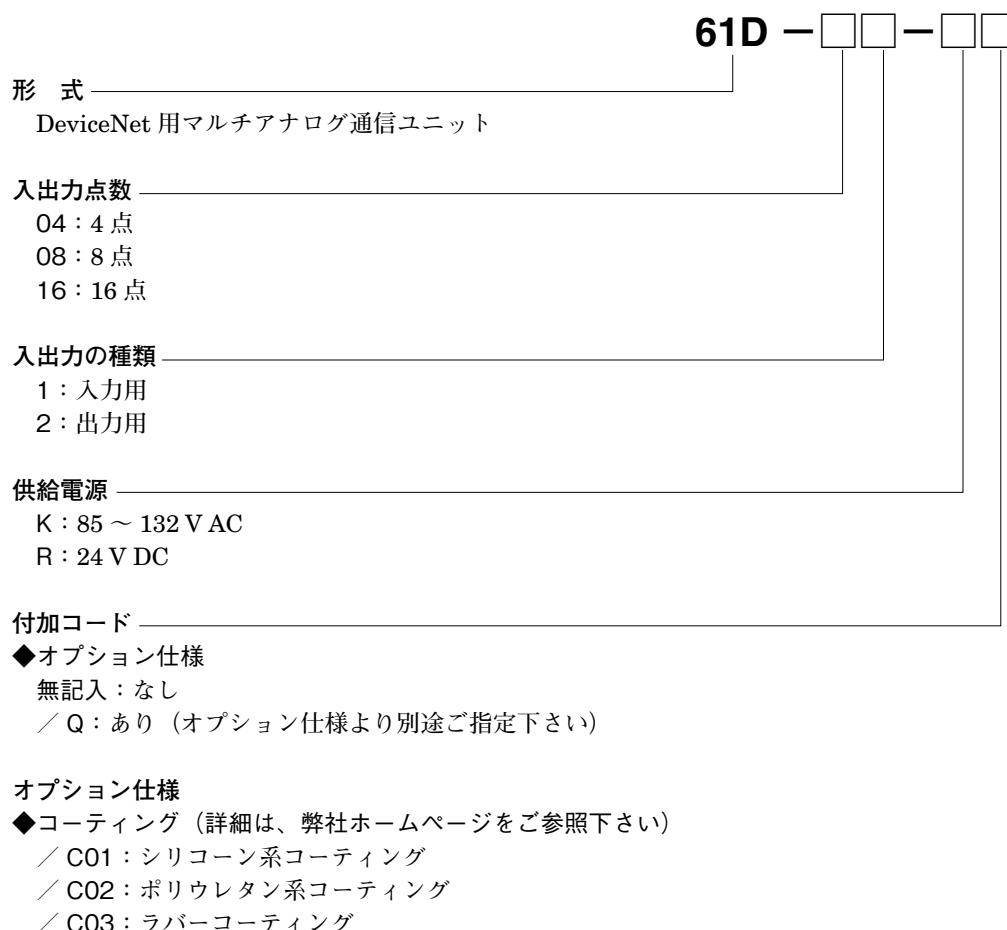 61D －□□－□□
形　式
DeviceNet 用マルチアナログ通信ユニット
入出力点数
04：4 点
08：8 点
16：16 点
入出力の種類
1：入力用
2：出力用
供給電源
K：85 ～ 132 V AC
R：24 V DC
付加コード
◆オプション仕様
無記入：なし
／ Q：あり（オプション仕様より別途ご指定下さい）
オプション仕様
◆コーティング（詳細は、弊社ホームページをご参照下さい）
／ C01：シリコーン系コーティング
／ C02：ポリウレタン系コーティング
／ C03：ラバーコーティング